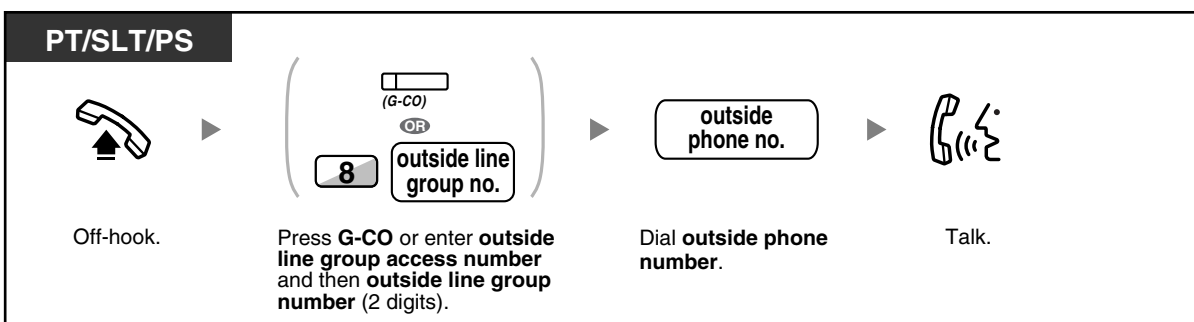 PT/SLT/PS
(G-CO)
OR
8
outside line
group no.
outside
phone no.
Off-hook.
Press G-CO or enter outside
line group access number
and then outside line group
number (2 digits).
Dial outside phone
number.
Talk.